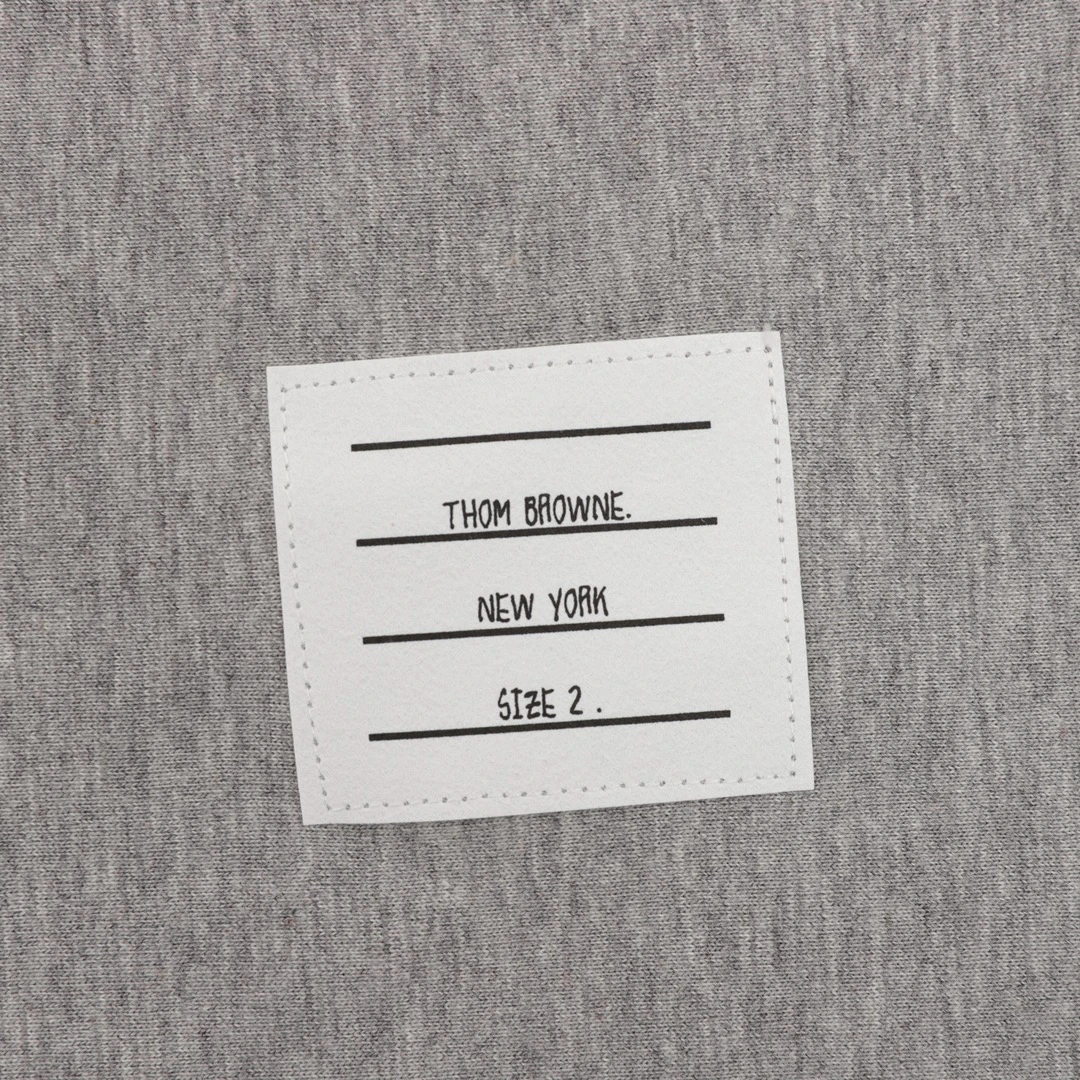 THOM BROWNE.
NEW YORK
SIZE 2 .